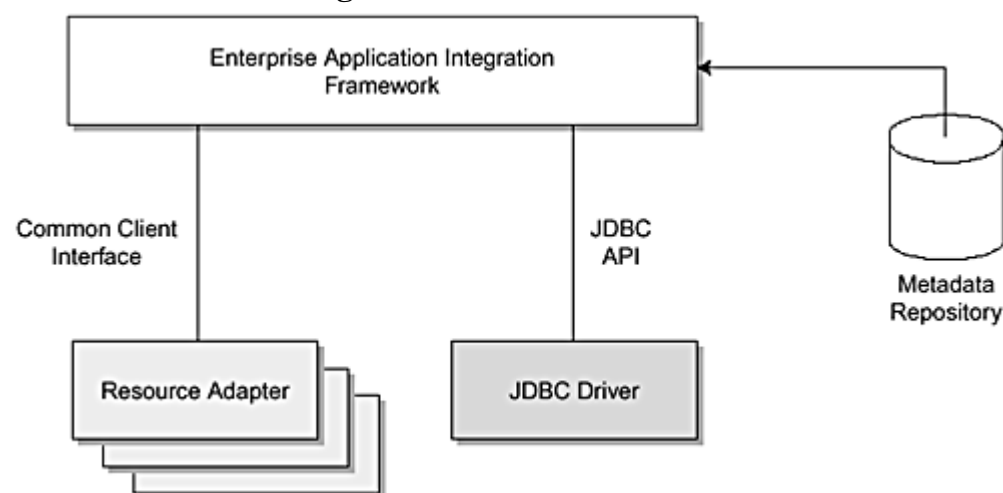 Enterprise Application Integration
Framework
Common Client
Interface
JDBC
API
Metadata
Repository
Resource Adapter
JDBC Driver